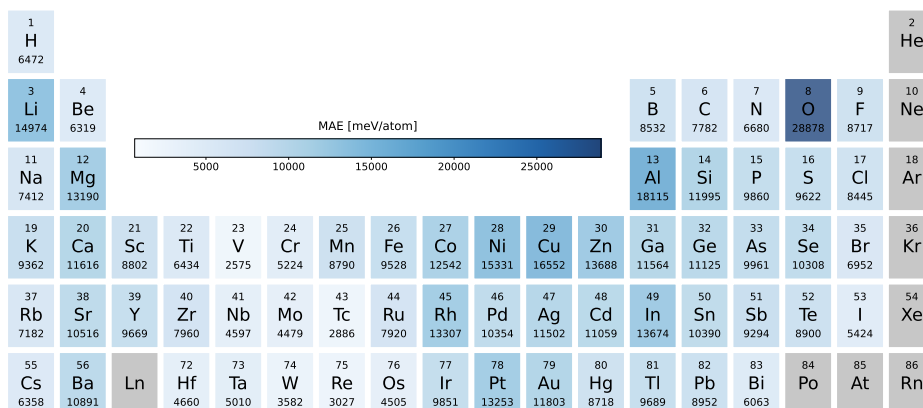 1 2
H He
6472
3 4 5 6 7 8 9 10
Li Be B C N O F Ne
14974 6319 8532 7782 6680 28878 8717
MAE [meV/atom]
5000 10000 15000 20000 25000
11 12 13 14 15 16 17 18
Na Mg Al Si P S Cl Ar
7412 13190 18115 11995 9860 9622 8445
19 20 21 22 23 24 25 26 27 28 29 30 31 32 33 34 35 36
K Ca Sc Ti V Cr Mn Fe Co Ni Cu Zn Ga Ge As Se Br Kr
9362 11616 8802 6434 2575 5224 8790 9528 12542 15331 16552 13688 11564 11125 9961 10308 6952
37 38 39 40 41 42 43 44 45 46 47 48 49 50 51 52 53 54
Rb Sr Y Zr Nb Mo Tc Ru Rh Pd Ag Cd In Sn Sb Te I Xe
7182 10516 9669 7960 4597 4479 2886 7920 13307 10354 11502 11059 13674 10390 9294 8900 5424
55 56 72 73 74 75 76 77 78 79 80 81 82 83 84 85 86
Cs Ba Ln Hf Ta W Re Os Ir Pt Au Hg Tl Pb Bi Po At Rn
6358 10891 4660 5010 3582 3027 4505 9851 13253 11803 8718 9689 8952 6063